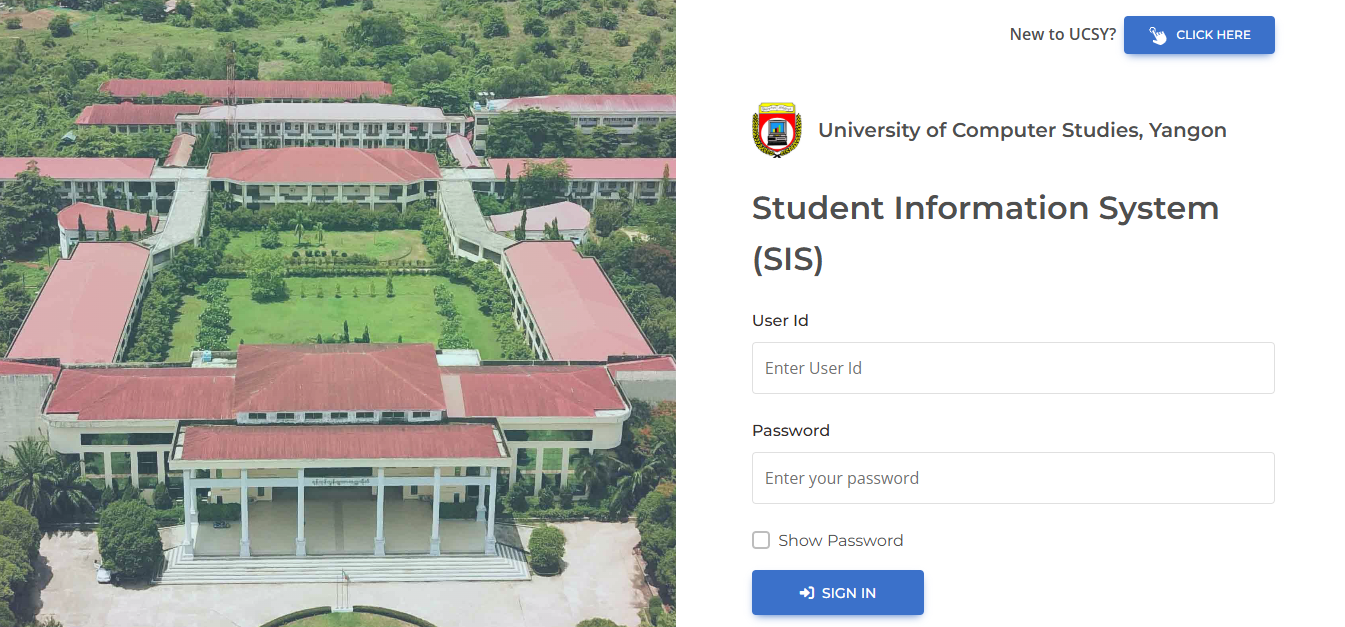 New to UCSY?
CLICK HERE
University of Computer Studies, Yangon
Student Information System
(SIS)
User Id
Enter User Id
Password
Enter your password
Show Password
SIGN IN